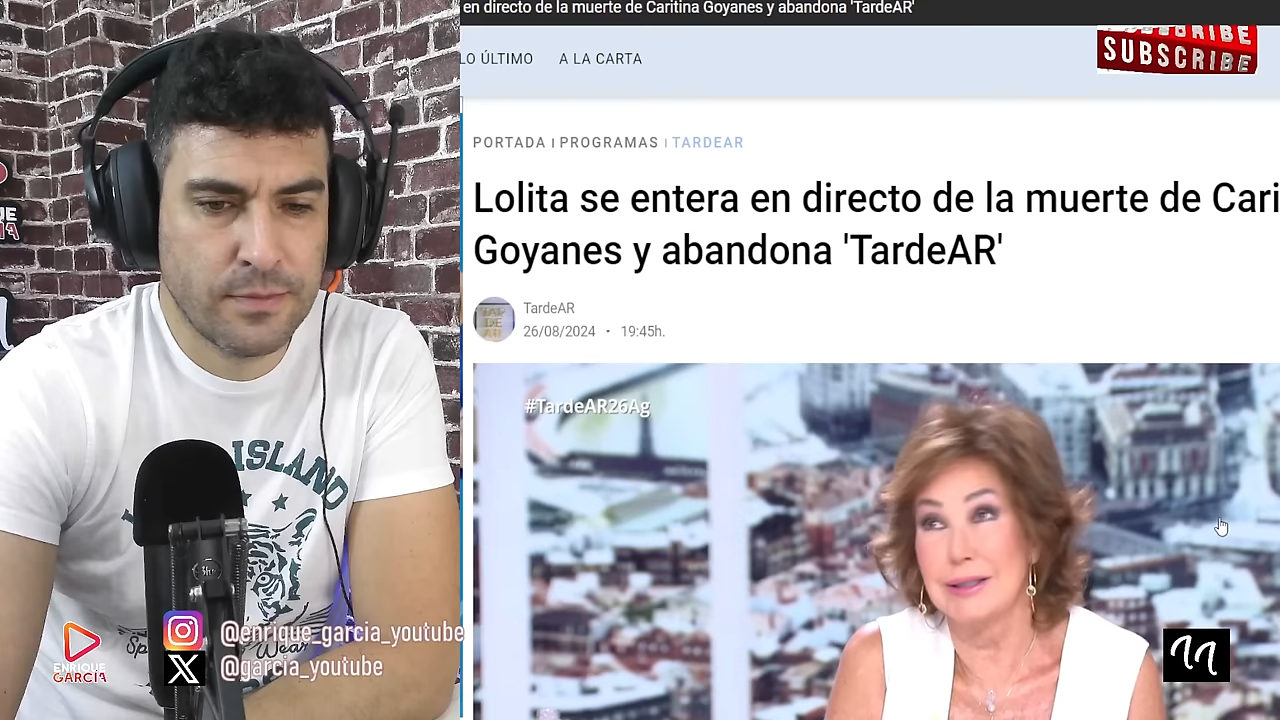 en directo de la muerte de Caritina Goyanes y abandona 'TardeAR'
LO ÚLTIMO A LA CARTA
SUBSCRIBE
PORTADA | PROGRAMAS | TARDEAR
Lolita se entera en directo de la muerte de Cari
Goyanes y abandona 'TardeAR'
TardeAR
26/08/2024 • 19:45h.
#TardeAR26Ag
ISLAND
@enrique_garcia_youtube
@garcia_youtube
ENRIQUE
GARCIA